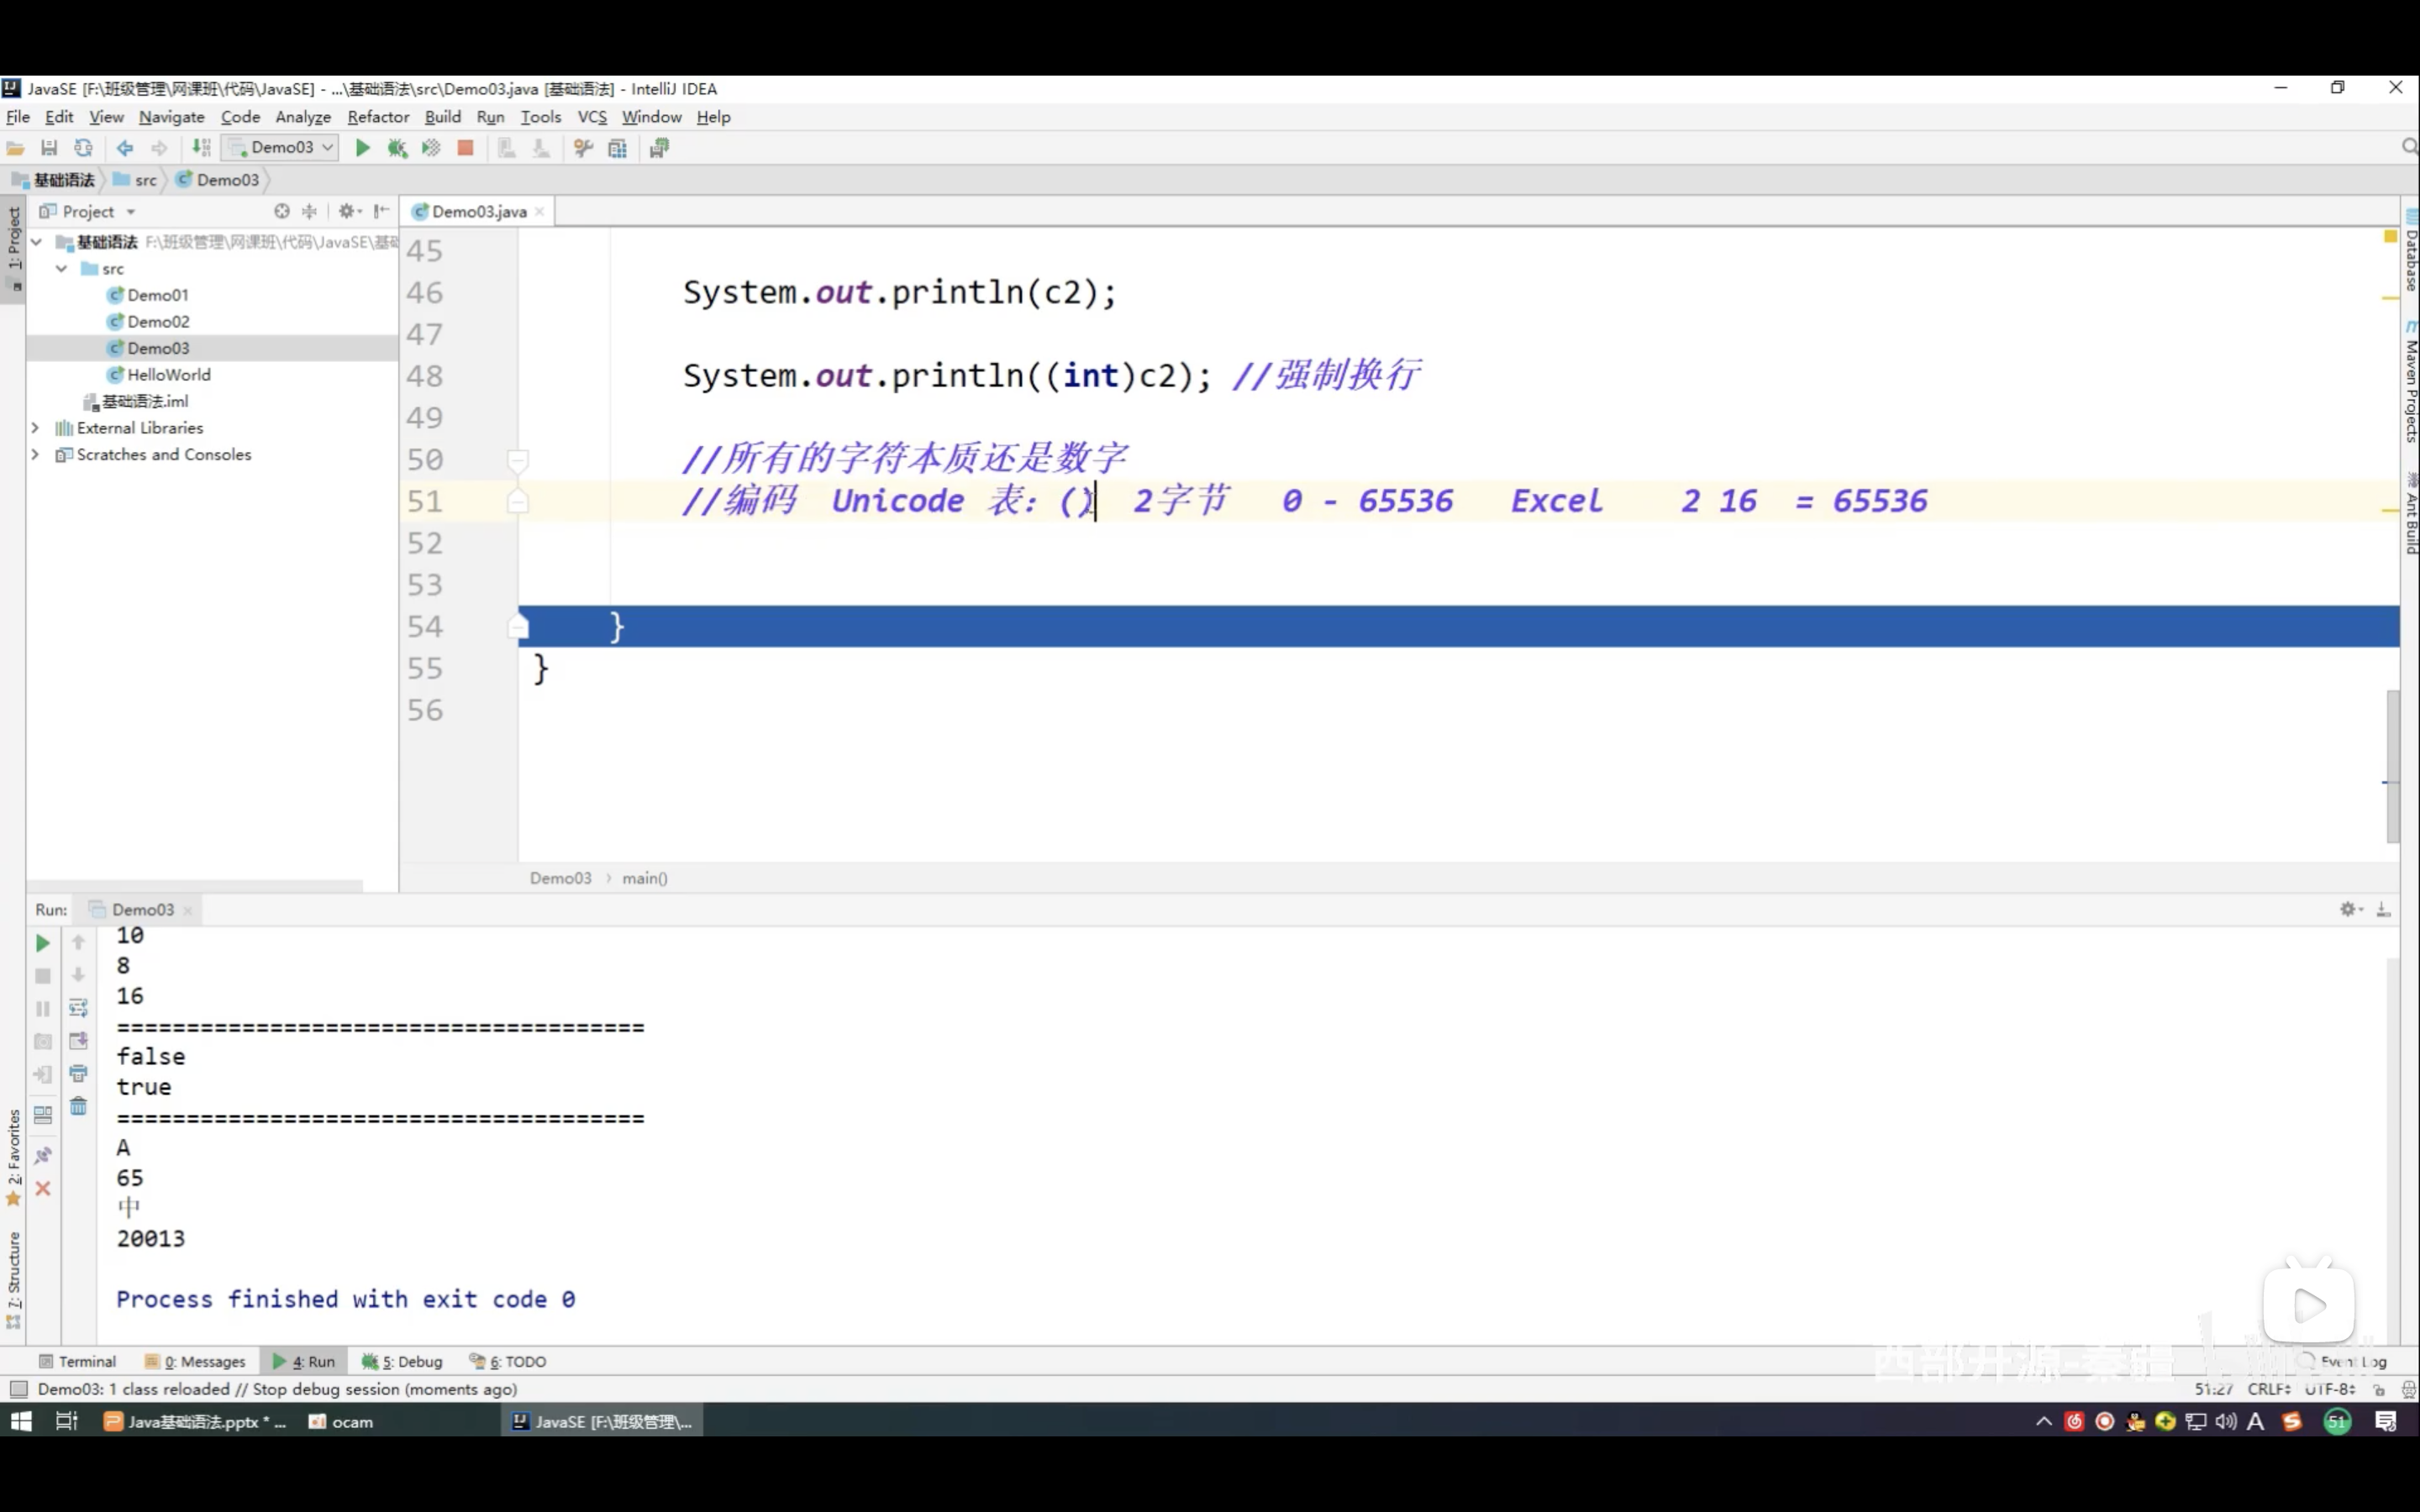 JavaSE [F:\班级管理\网课班\代码\JavaSE] - ...\基础语法\src\Demo03.java [基础语法] - IntelliJ IDEA
File Edit View Navigate Code Analyze Refactor Build Run Tools VCS Window Help
Demo03
基础语法 src Demo03
1: Project
Project
Demo03.java
基础语法 F:\班级管理\网课班\代码\JavaSE\基础
src
Demo01
Demo02
Demo03
HelloWorld
基础语法.iml
External Libraries
Scratches and Consoles
45
46 System.out.println(c2);
47
48 System.out.println((int)c2); //强制换行
49
50 //所有的字符本质还是数字
51 //编码 Unicode 表：() 2字节 0 - 65536 Excel 2 16 = 65536
52
53
54 }
55 }
56
Demo03 › main()
Database
Maven Projects
Ant Build
Run: Demo03
10
8
16
======================================
false
true
======================================
A
65
中
20013
Process finished with exit code 0
2: Favorites
7: Structure
Terminal 0: Messages 4: Run 5: Debug 6: TODO
Event Log
西部开源-秦疆
bilibili
Demo03: 1 class reloaded // Stop debug session (moments ago)
51:27 CRLF UTF-8
Java基础语法.pptx * ... ocam JavaSE [F:\班级管理\...
A
51